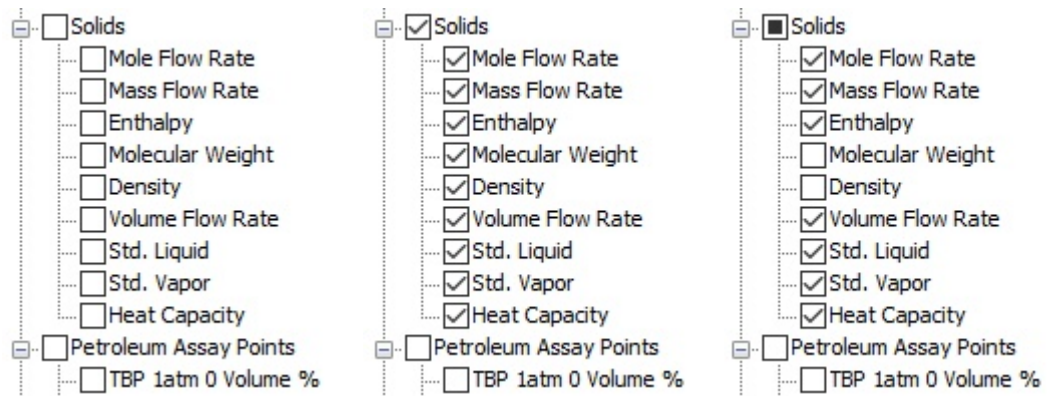 Solids
Mole Flow Rate
Mass Flow Rate
Enthalpy
Molecular Weight
Density
Volume Flow Rate
Std. Liquid
Std. Vapor
Heat Capacity
Petroleum Assay Points
TBP 1atm 0 Volume %
Solids
Mole Flow Rate
Mass Flow Rate
Enthalpy
Molecular Weight
Density
Volume Flow Rate
Std. Liquid
Std. Vapor
Heat Capacity
Petroleum Assay Points
TBP 1atm 0 Volume %
Solids
Mole Flow Rate
Mass Flow Rate
Enthalpy
Molecular Weight
Density
Volume Flow Rate
Std. Liquid
Std. Vapor
Heat Capacity
Petroleum Assay Points
TBP 1atm 0 Volume %